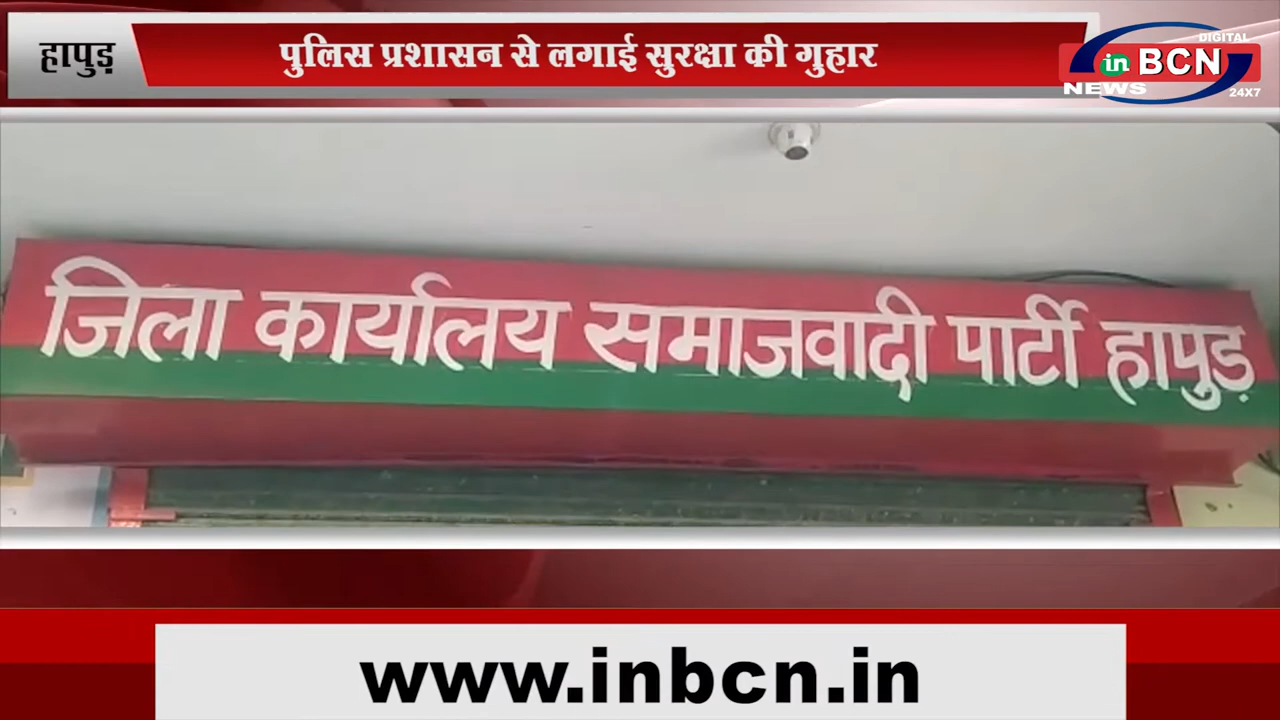 हापुड़
पुलिस प्रशासन से लगाई सुरक्षा की गुहार
DIGITAL
in BCN
NEWS
24X7
जिला कार्यालय समाजवादी पार्टी हापुड़
www.inbcn.in